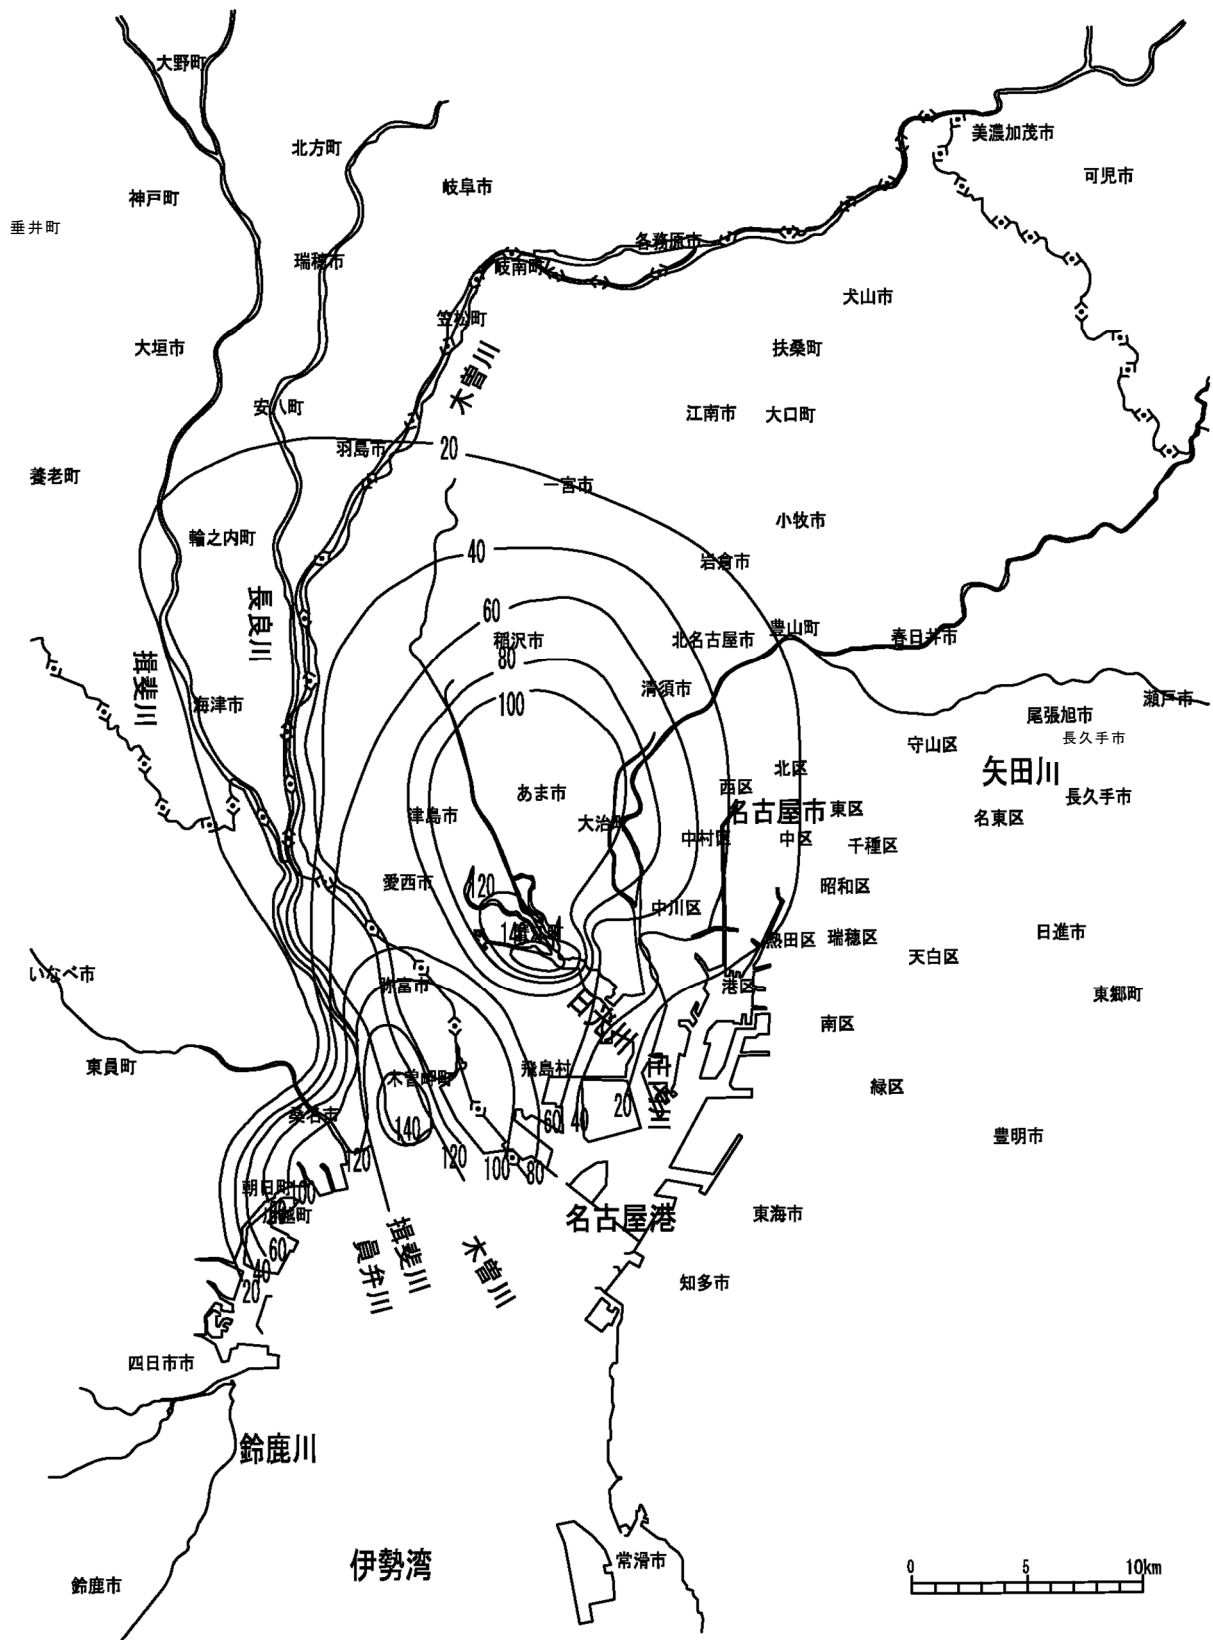 大野町
北方町
美濃加茂市
岐阜市
可児市
神戸町
垂井町
各務原市
瑞穂市
岐南町
犬山市
笠松町
大垣市
扶桑町
木曽川
安八町
江南市
大口町
羽島市
20
養老町
一宮市
小牧市
輪之内町
40
岩倉市
長良川
60
稲沢市
北名古屋市
豊山町
春日井市
80
揖斐川
清須市
海津市
100
瀬戸市
尾張旭市
長久手市
守山区
矢田川
北区
西区
あま市
長久手市
名古屋市
東区
津島市
大治町
名東区
中村区
中区
千種区
120
愛西市
昭和区
中川区
熱田区
瑞穂区
日進市
天白区
いなべ市
弥富市
港区
東郷町
日光川
南区
東員町
飛島村
庄内川
木曽岬町
緑区
桑名市
140
60
40
20
豊明市
120
120
100
80
朝日町
100
川越町
名古屋港
東海市
60
揖斐川
員弁川
木曽川
40
20
知多市
四日市市
鈴鹿川
伊勢湾
常滑市
鈴鹿市
0 5 10km